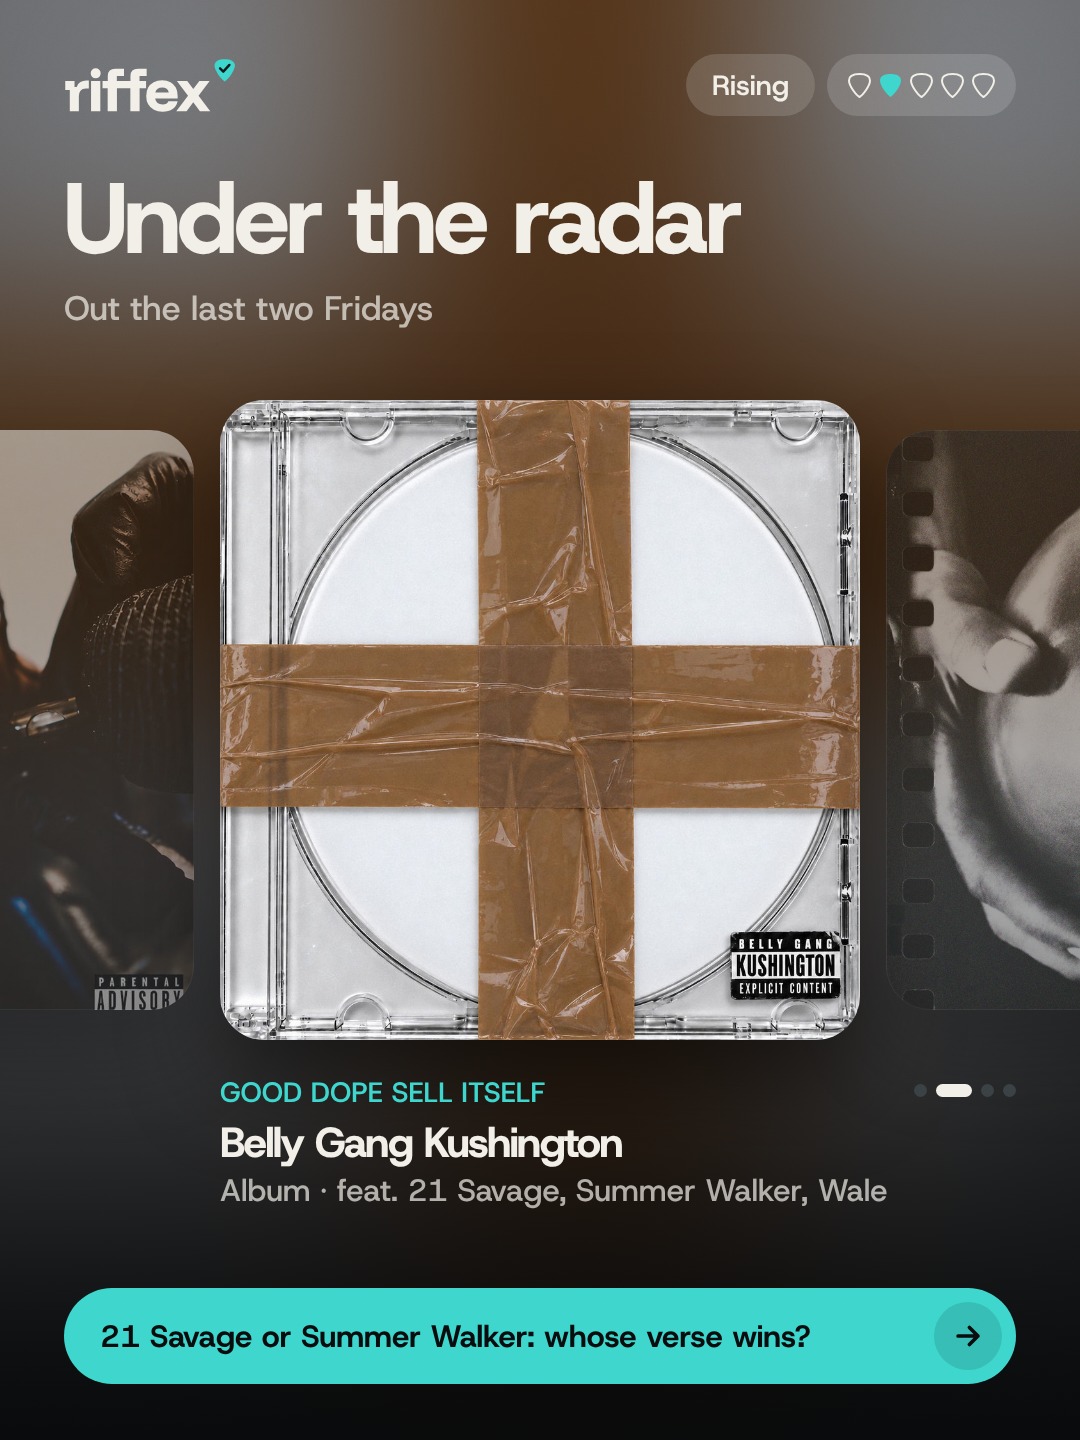 riffex
Rising
Under the radar
Out the last two Fridays
PARENTAL
ADVISORY
BELLY GANG
KUSHINGTON
EXPLICIT CONTENT
GOOD DOPE SELL ITSELF
Belly Gang Kushington
Album · feat. 21 Savage, Summer Walker, Wale
21 Savage or Summer Walker: whose verse wins?